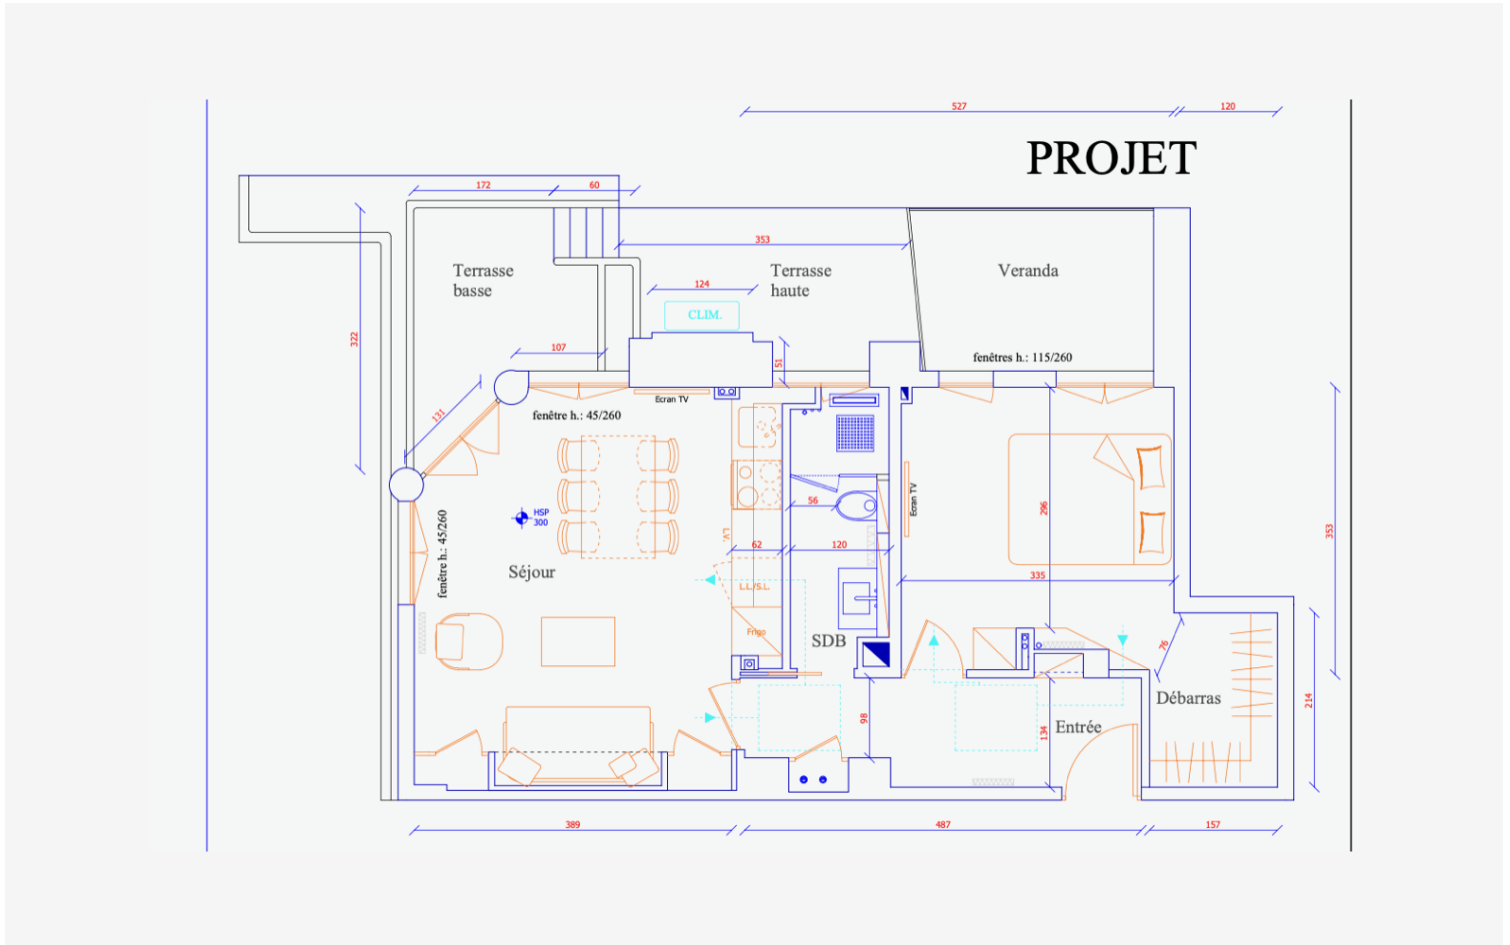 527
120
PROJET
172
60
353
Terrasse
basse
Terrasse
haute
Veranda
124
CLIM.
322
107
51
fenêtres h.: 115/260
131
Ecran TV
fenêtre h.: 45/260
HSP
300
fenêtre h.: 45/260
Séjour
56
L.V.
62
120
L.L./S.L.
Frigo
SDB
Ecran TV
296
335
353
76
Débarras
214
98
134
Entrée
389
487
157